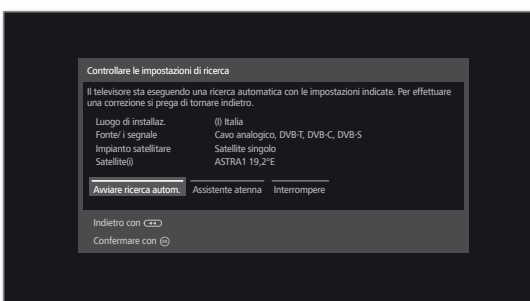 Controllare le impostazioni di ricerca
Il televisore sta eseguendo una ricerca automatica con le impostazioni indicate. Per effettuare
una correzione si prega di tornare indietro.
Luogo di installaz. (I) Italia
Fonte/ i segnale Cavo analogico, DVB-T, DVB-C, DVB-S
Impianto satellitare Satellite singolo
Satellite(i) ASTRA1 19,2°E
Avviare ricerca autom. Assistente atenna Interrompere
Indietro con
Confermare con OK